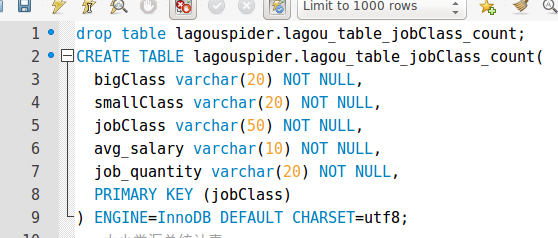 Limit to 1000 rows
1 drop table lagouspider.lagou_table_jobClass_count;
2 CREATE TABLE lagouspider.lagou_table_jobClass_count(
3 bigClass varchar(20) NOT NULL,
4 smallClass varchar(20) NOT NULL,
5 jobClass varchar(50) NOT NULL,
6 avg_salary varchar(10) NOT NULL,
7 job_quantity varchar(20) NOT NULL,
8 PRIMARY KEY (jobClass)
9 ) ENGINE=InnoDB DEFAULT CHARSET=utf8;